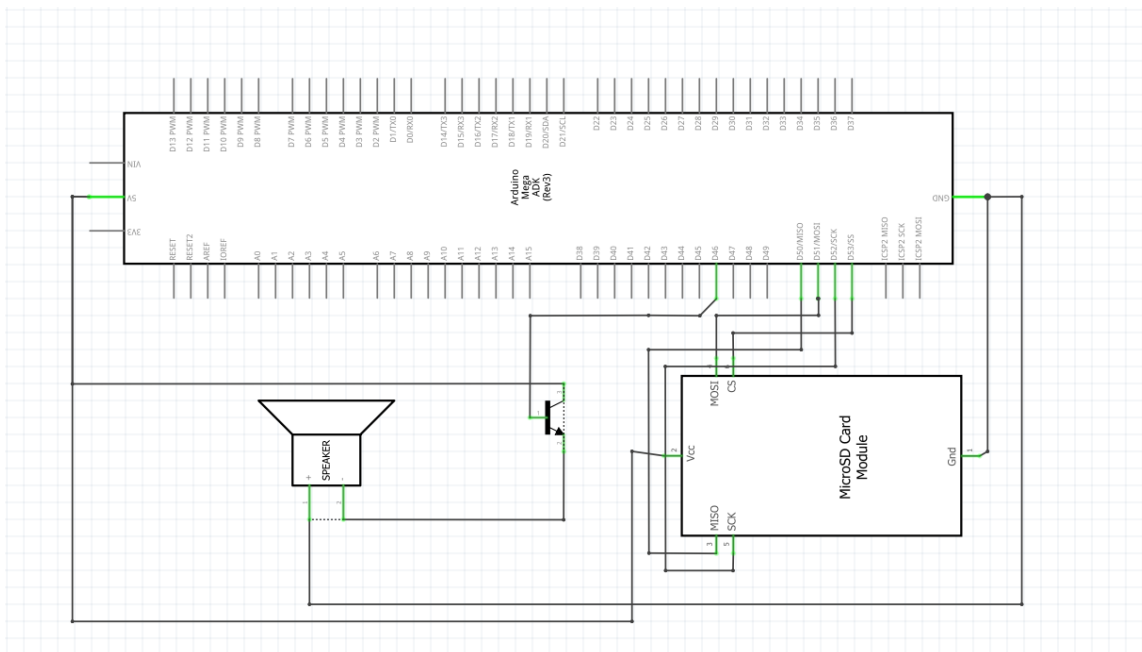 D13 PWM
D12 PWM
D11 PWM
D10 PWM
D9 PWM
D8 PWM
D7 PWM
D6 PWM
D5 PWM
D4 PWM
D3 PWM
D2 PWM
D1/TX0
D0/RX0
D14/TX3
D15/RX3
D16/TX2
D17/RX2
D18/TX1
D19/RX1
D20/SDA
D21/SCL
D22
D23
D24
D25
D26
D27
D28
D29
D30
D31
D32
D33
D34
D35
D36
D37
VIN
5V
3V3
Arduino
Mega
ADK
(Rev3)
GND
RESET
RESET2
AREF
IOREF
A0
A1
A2
A3
A4
A5
A6
A7
A8
A9
A10
A11
A12
A13
A14
A15
D38
D39
D40
D41
D42
D43
D44
D45
D46
D47
D48
D49
D50/MISO
D51/MOSI
D52/SCK
D53/SS
ICSP2 MISO
ICSP2 SCK
ICSP2 MOSI
SPEAKER
+
-
1
2
MOSI
CS
Vcc
2
MicroSD Card
Module
Gnd
1
MISO
SCK
3
5